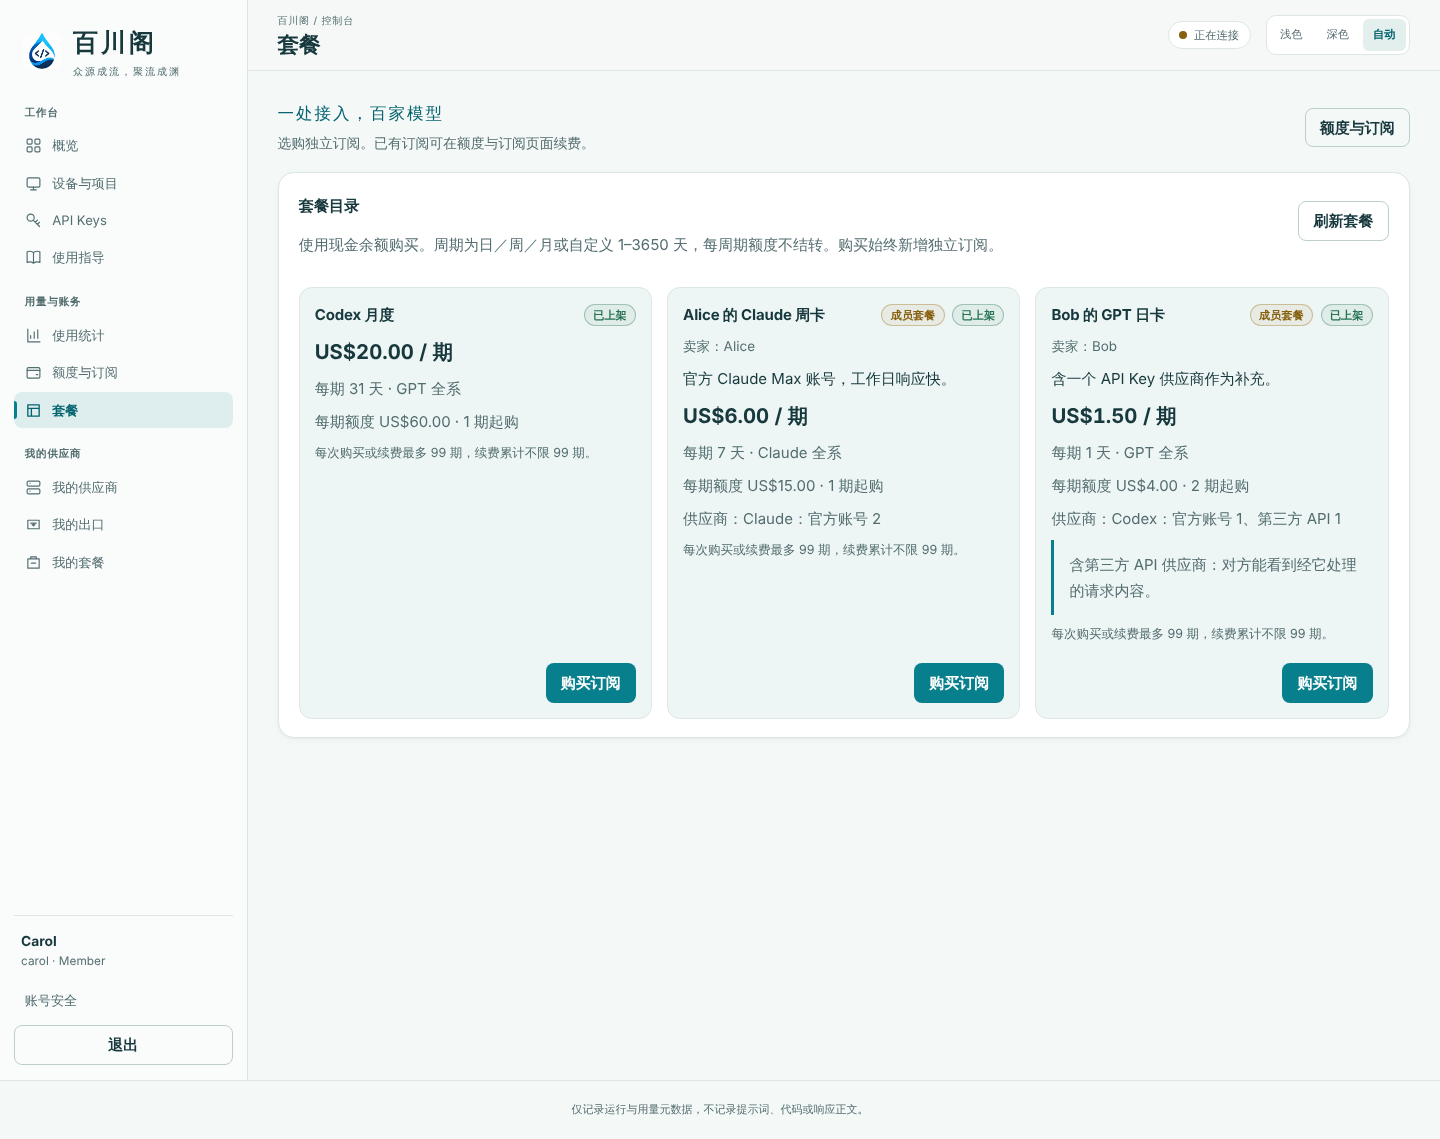 百川阁
众源成流，聚流成渊
工作台
概览
设备与项目
API Keys
使用指导
用量与账务
使用统计
额度与订阅
套餐
我的供应商
我的供应商
我的出口
我的套餐
Carol
carol · Member
账号安全
退出
百川阁 / 控制台
套餐
正在连接
浅色
深色
自动
一处接入，百家模型
选购独立订阅。已有订阅可在额度与订阅页面续费。
额度与订阅
套餐目录
使用现金余额购买。周期为日／周／月或自定义 1–3650 天，每周期额度不结转。购买始终新增独立订阅。
刷新套餐
Codex 月度
已上架
US$20.00 / 期
每期 31 天 · GPT 全系
每期额度 US$60.00 · 1 期起购
每次购买或续费最多 99 期，续费累计不限 99 期。
购买订阅
Alice 的 Claude 周卡
成员套餐
已上架
卖家：Alice
官方 Claude Max 账号，工作日响应快。
US$6.00 / 期
每期 7 天 · Claude 全系
每期额度 US$15.00 · 1 期起购
供应商：Claude：官方账号 2
每次购买或续费最多 99 期，续费累计不限 99 期。
购买订阅
Bob 的 GPT 日卡
成员套餐
已上架
卖家：Bob
含一个 API Key 供应商作为补充。
US$1.50 / 期
每期 1 天 · GPT 全系
每期额度 US$4.00 · 2 期起购
供应商：Codex：官方账号 1、第三方 API 1
含第三方 API 供应商：对方能看到经它处理
的请求内容。
每次购买或续费最多 99 期，续费累计不限 99 期。
购买订阅
仅记录运行与用量元数据，不记录提示词、代码或响应正文。